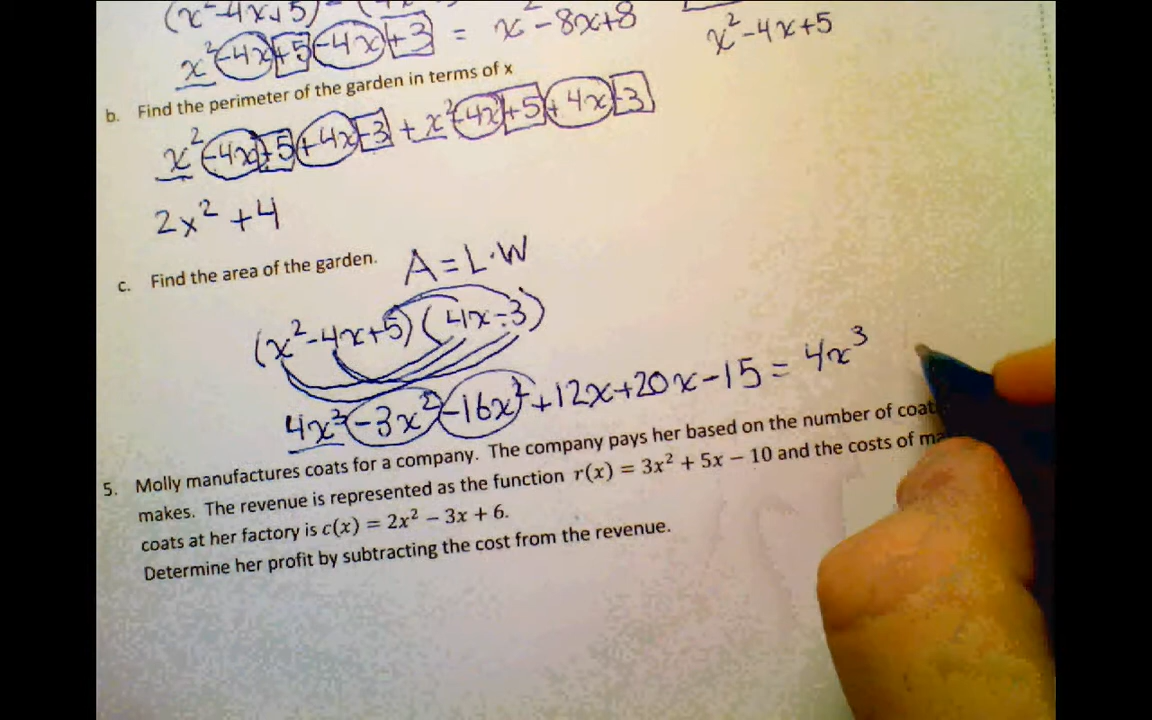 (x²-4x+5) - (4x
x²-4x+5-4x+3 = x²-8x+8
x²-4x+5
b. Find the perimeter of the garden in terms of x
x²-4x+5+4x-3 + x²-4x+5+4x-3
2x²+4
c. Find the area of the garden. A=L·W
(x²-4x+5)(4x-3)
4x³-3x²-16x²+12x+20x-15 = 4x³
5. Molly manufactures coats for a company. The company pays her based on the number of coat
makes. The revenue is represented as the function r(x) = 3x² + 5x − 10 and the costs of ma
coats at her factory is c(x) = 2x² − 3x + 6.
Determine her profit by subtracting the cost from the revenue.